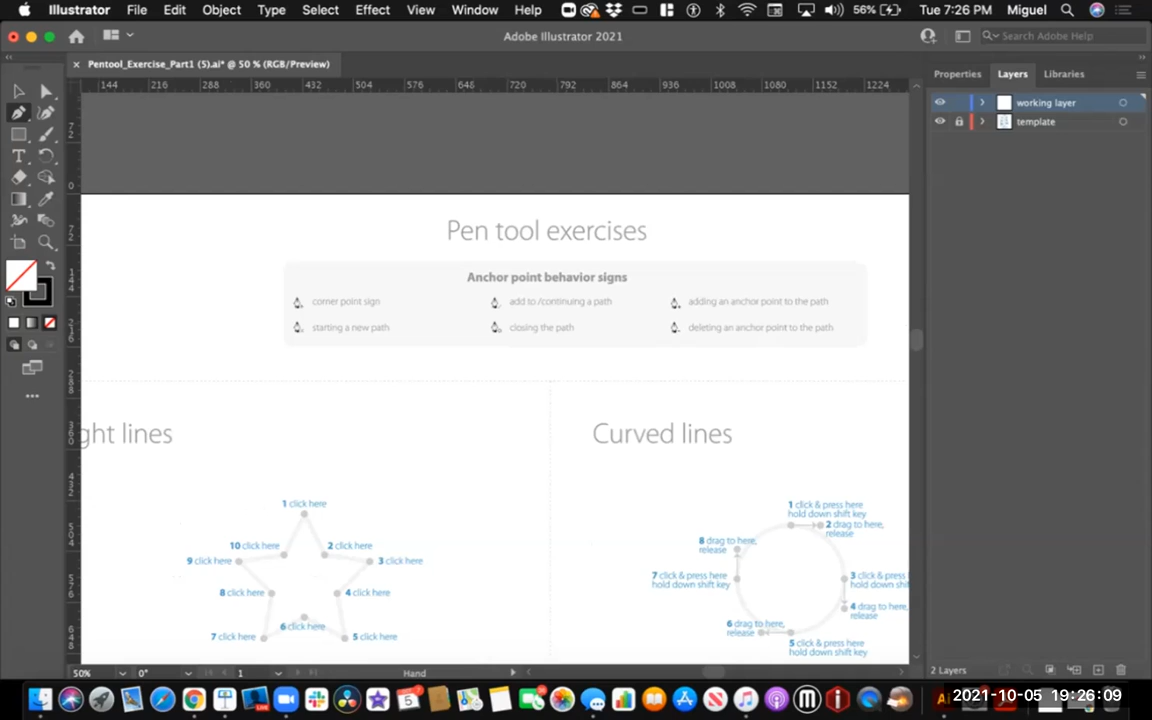 Illustrator File Edit Object Type Select Effect View Window Help 56% Tue 7:26 PM Miguel
Adobe Illustrator 2021
Search Adobe Help
× Pentool_Exercise_Part1 (5).ai* @ 50 % (RGB/Preview)
Properties Layers Libraries
144 216 288 360 432 504 576 648 720 792 864 936 1008 1080 1152 1224
working layer
template
Pen tool exercises
Anchor point behavior signs
corner point sign
add to /continuing a path
adding an anchor point to the path
starting a new path
closing the path
deleting an anchor point to the path
ght lines
Curved lines
1 click here
10 click here
2 click here
9 click here
3 click here
8 click here
4 click here
6 click here
7 click here
5 click here
1 click & press here
hold down shift key
2 drag to here,
release
8 drag to here,
release
7 click & press here
hold down shift key
3 click & press here
hold down shift
4 drag to here,
release
6 drag to here,
release
5 click & press here
hold down shift key
50% 0° 1 Hand
2 Layers
2021-10-05 19:26:09